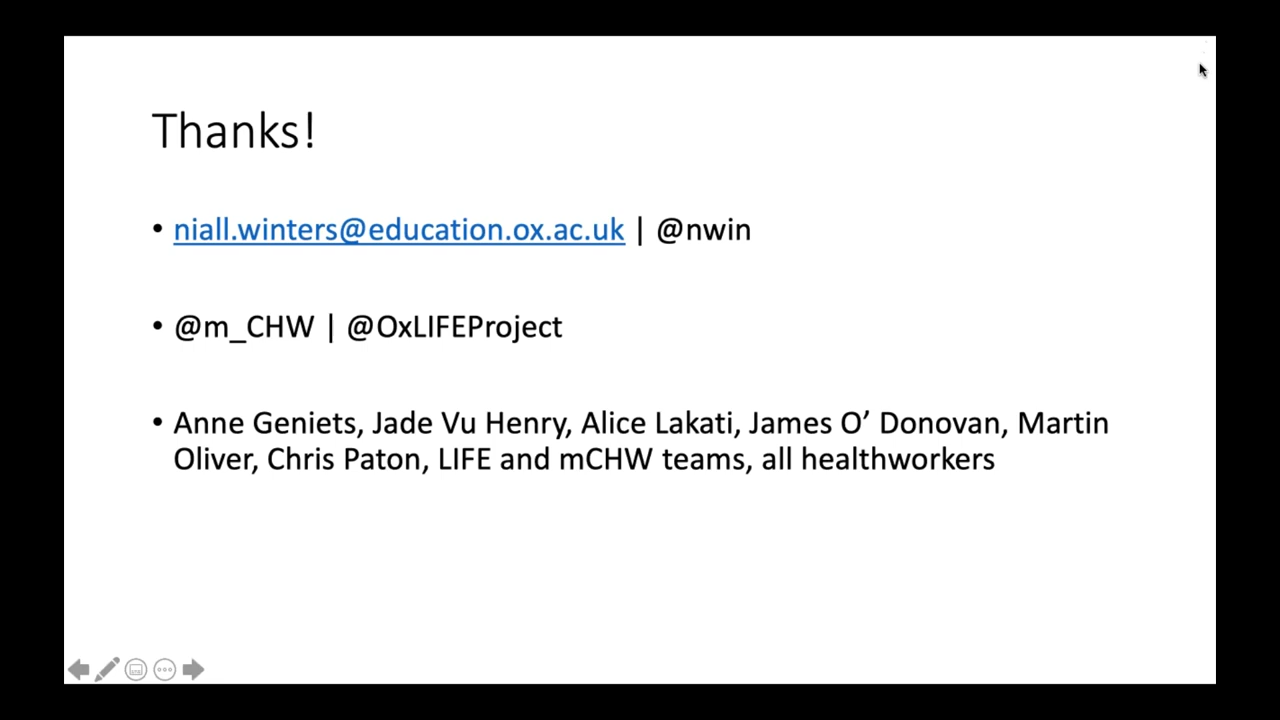 Thanks!
• niall.winters@education.ox.ac.uk | @nwin
• @m_CHW | @OxLIFEProject
• Anne Geniets, Jade Vu Henry, Alice Lakati, James O’ Donovan, Martin
Oliver, Chris Paton, LIFE and mCHW teams, all healthworkers